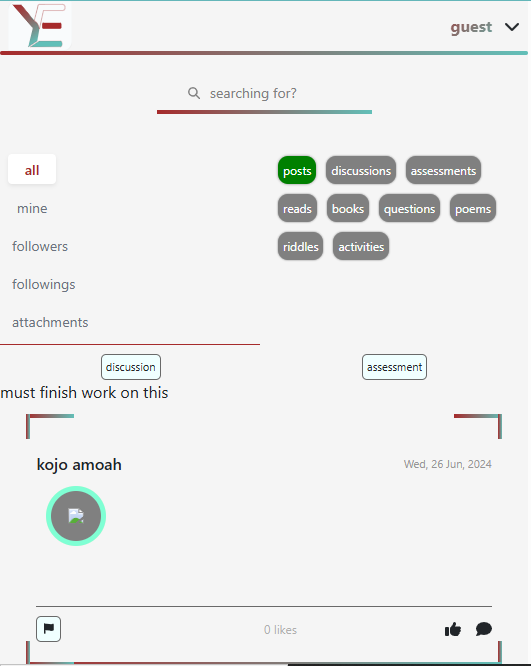 YE
guest
searching for?
all
mine
followers
followings
attachments
posts discussions assessments
reads books questions poems
riddles activities
discussion assessment
must finish work on this
kojo amoah Wed, 26 Jun, 2024
0 likes